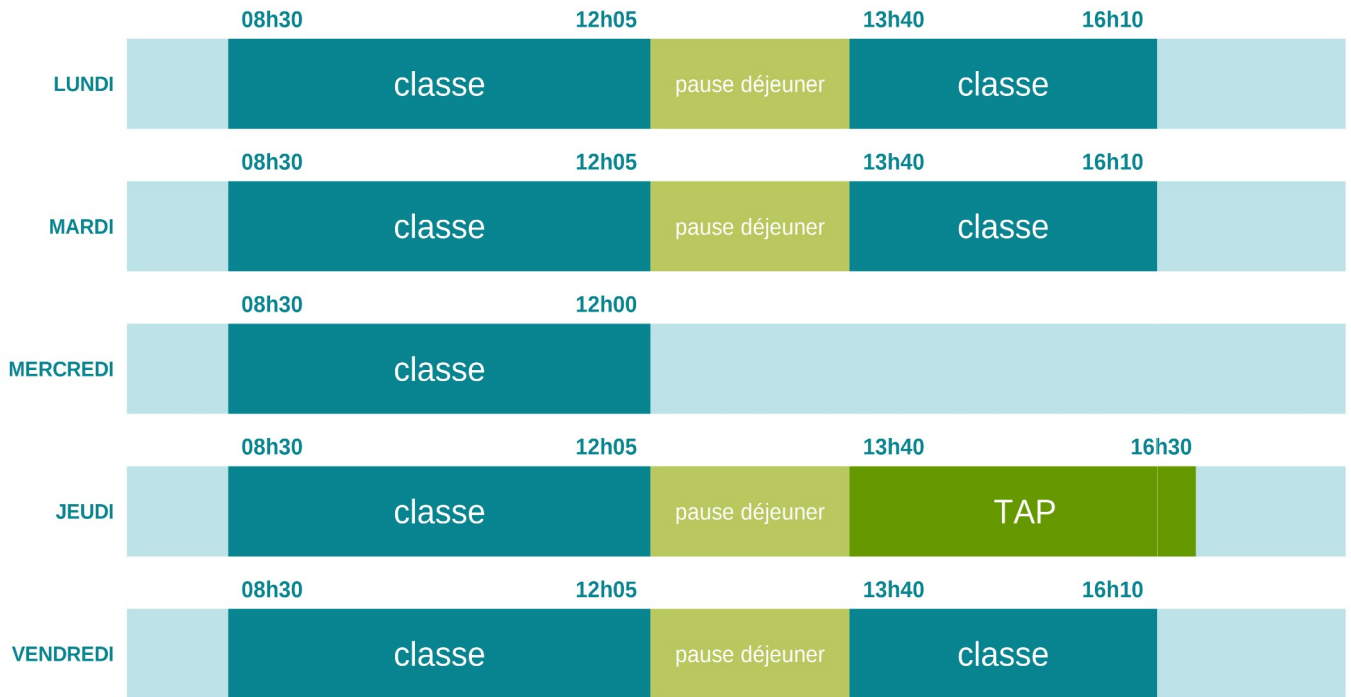 08h30 12h05 13h40 16h10
LUNDI classe pause déjeuner classe
08h30 12h05 13h40 16h10
MARDI classe pause déjeuner classe
08h30 12h00
MERCREDI classe
08h30 12h05 13h40 16h30
JEUDI classe pause déjeuner TAP
08h30 12h05 13h40 16h10
VENDREDI classe pause déjeuner classe